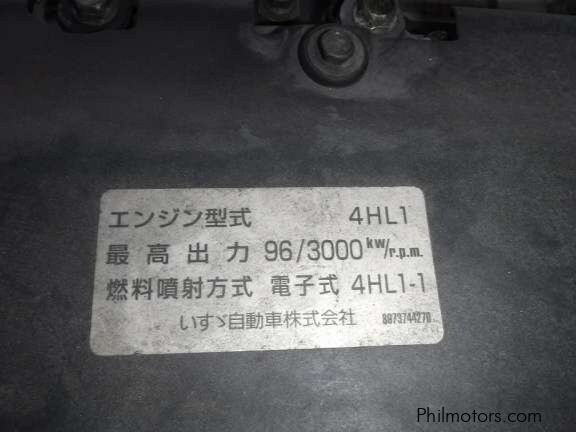 エンジン型式 4HL1
最高出力 96/3000 kw/r.p.m.
燃料噴射方式 電子式 4HL1-1
いすゞ自動車株式会社 8973744270
Philmotors.com